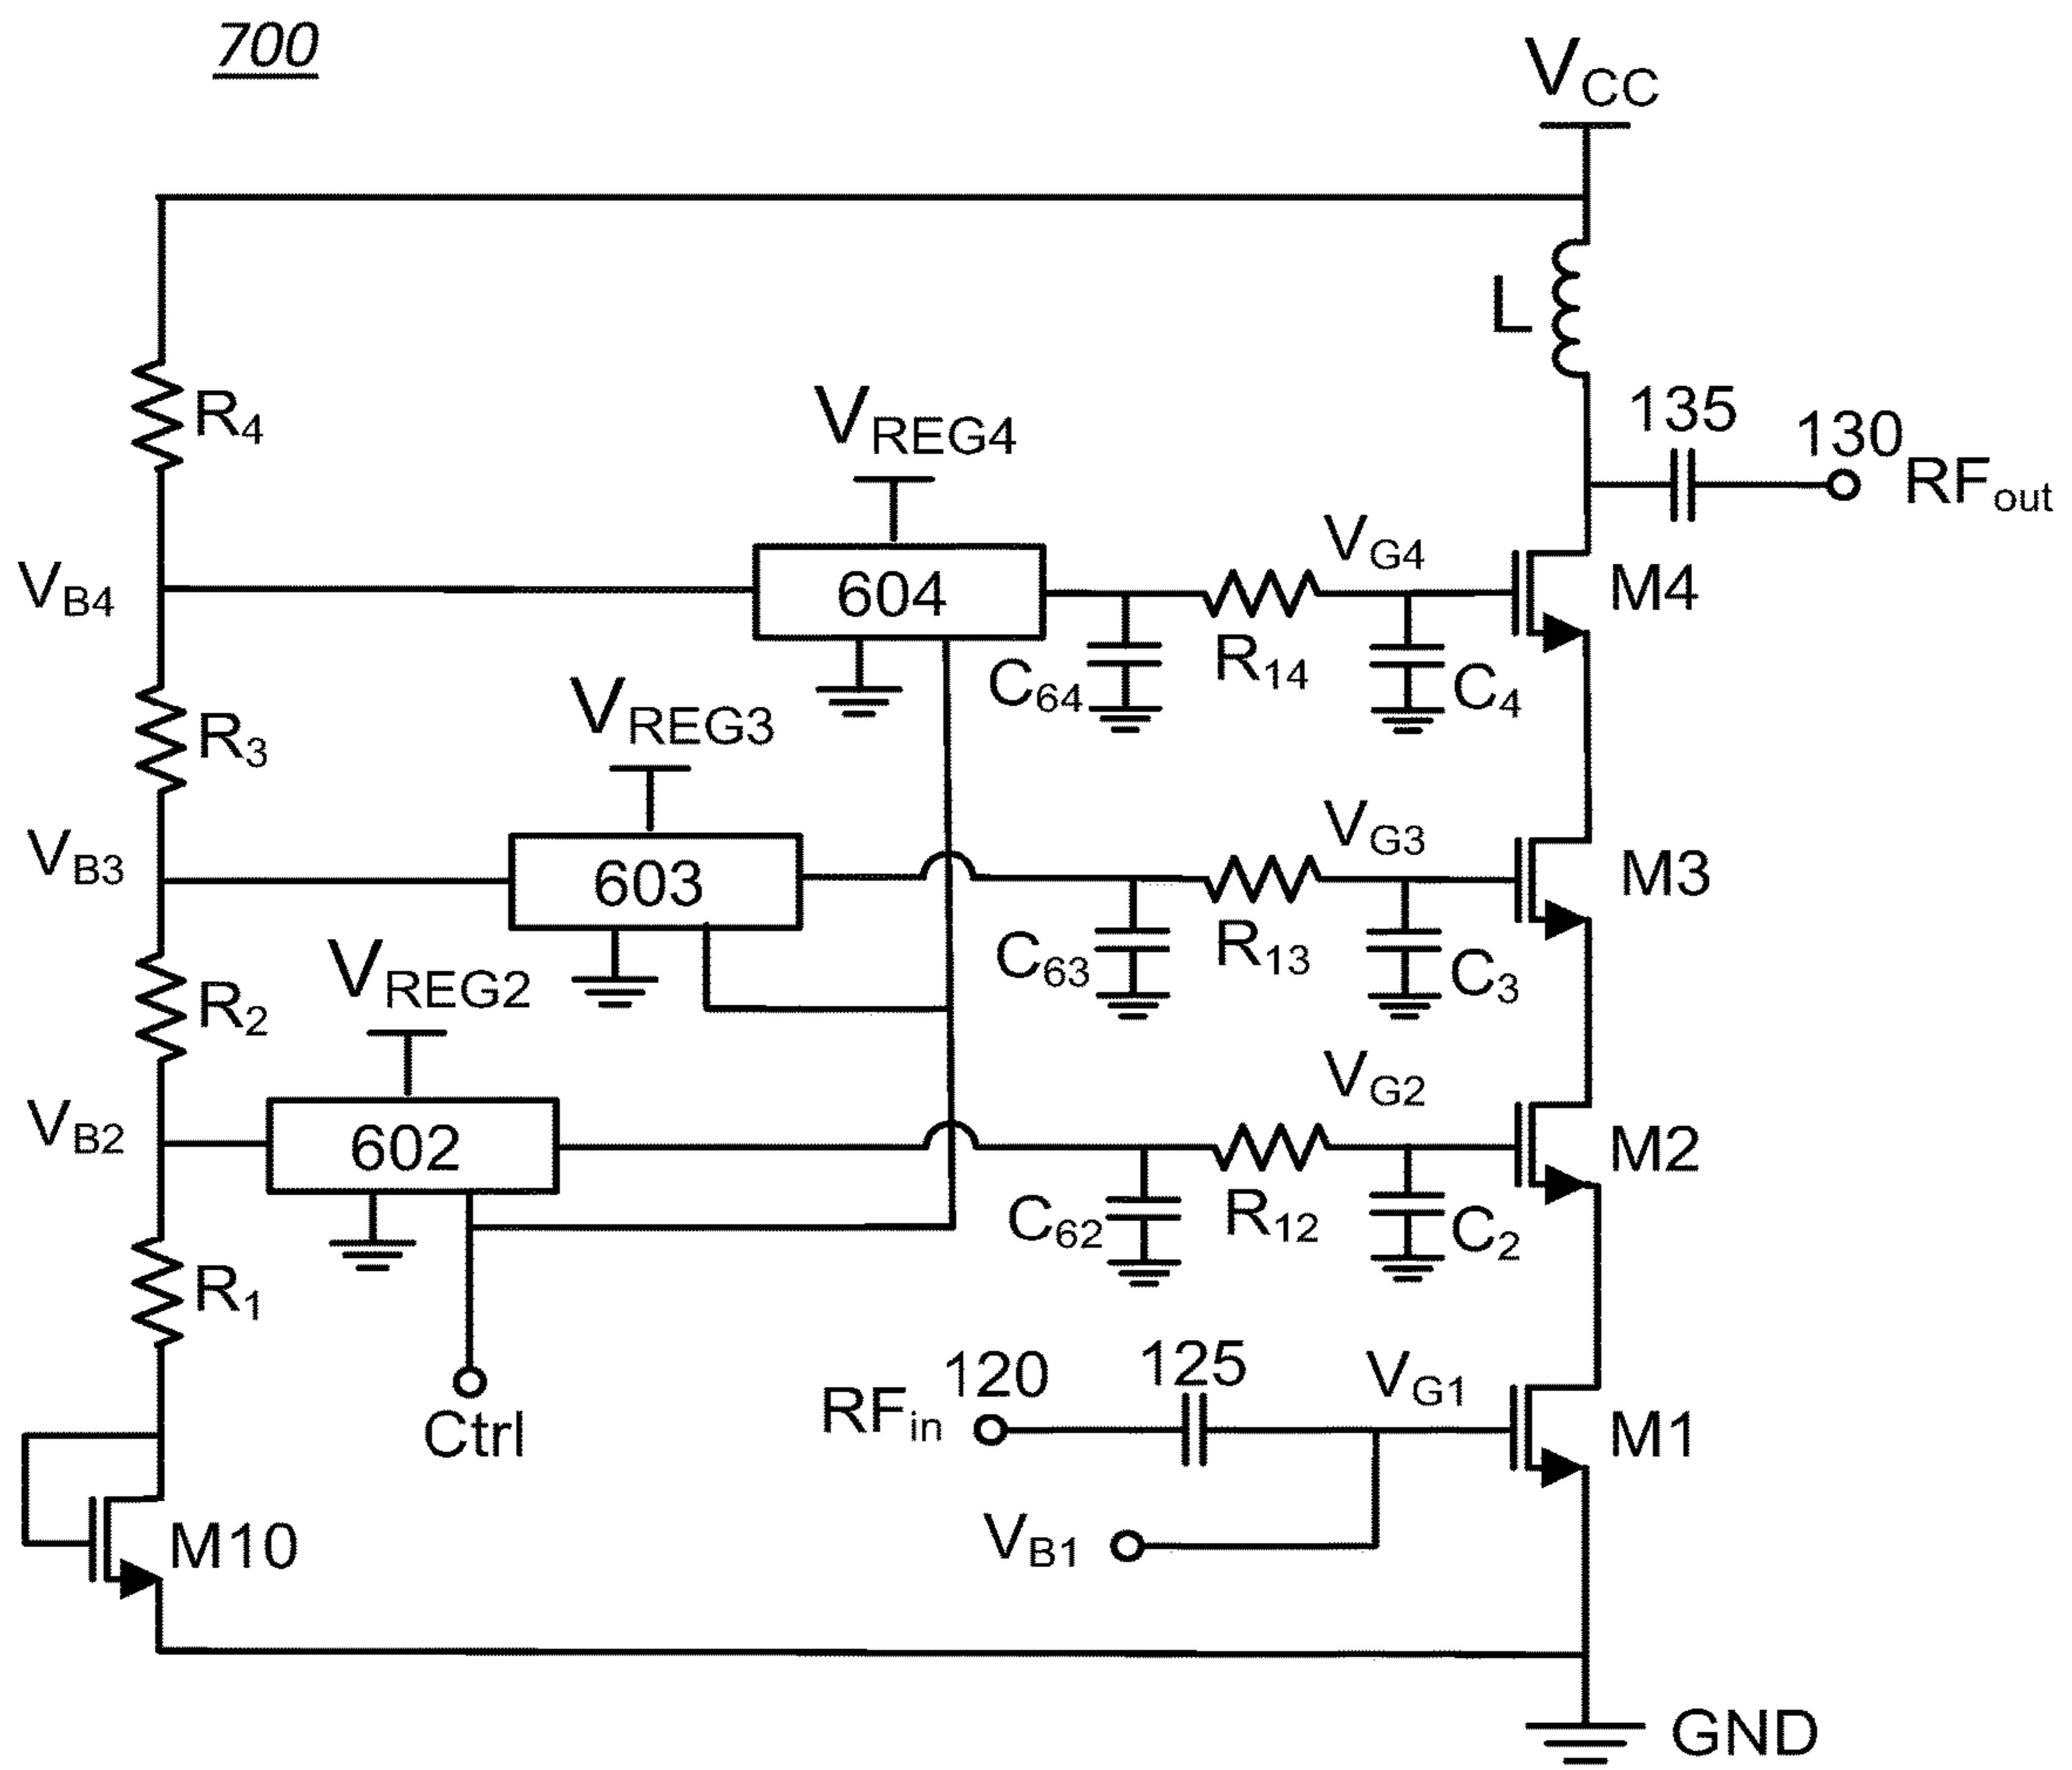 700
VCC
L
R4
VREG4
135
130
RFout
VB4
604
VG4
M4
C64
R14
C4
VREG3
R3
VB3
603
VG3
M3
C63
R13
C3
VREG2
R2
VB2
602
VG2
M2
C62
R12
C2
R1
RFin
120
125
VG1
M1
Ctrl
VB1
M10
GND